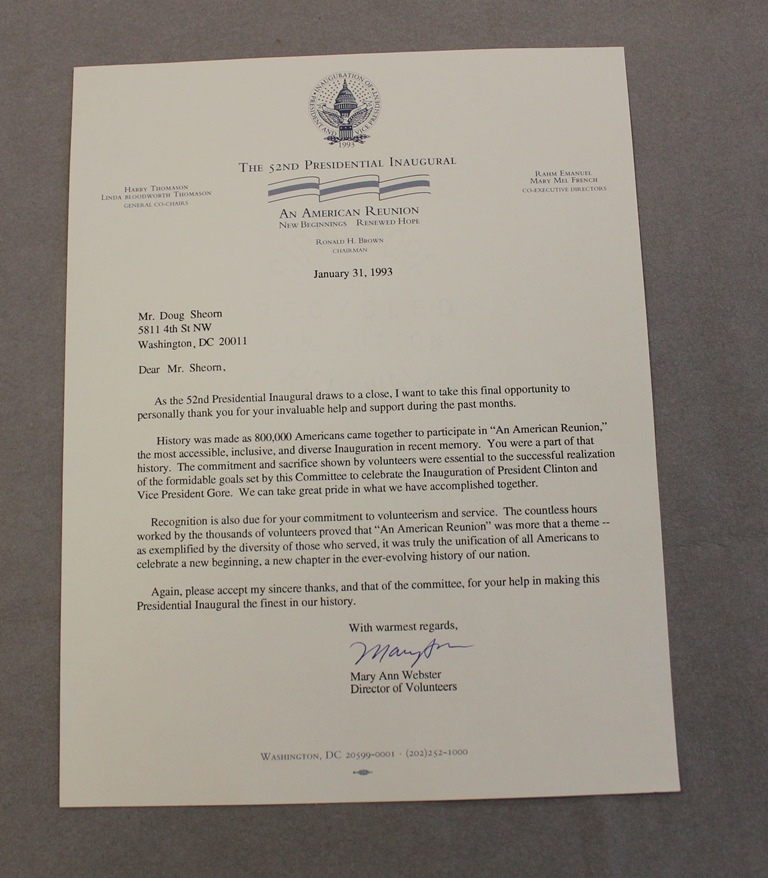 INAUGURATION OF
PRESIDENT AND VICE PRESIDENT
1993
THE 52ND PRESIDENTIAL INAUGURAL
HARRY THOMASON
LINDA BLOODWORTH THOMASON
GENERAL CO-CHAIRS
RAHM EMANUEL
MARY MEL FRENCH
CO-EXECUTIVE DIRECTORS
AN AMERICAN REUNION
NEW BEGINNINGS RENEWED HOPE
RONALD H. BROWN
CHAIRMAN
January 31, 1993
Mr. Doug Sheorn
5811 4th St NW
Washington, DC 20011
Dear Mr. Sheorn,
As the 52nd Presidential Inaugural draws to a close, I want to take this final opportunity to
personally thank you for your invaluable help and support during the past months.
History was made as 800,000 Americans came together to participate in “An American Reunion,”
the most accessible, inclusive, and diverse Inauguration in recent memory. You were a part of that
history. The commitment and sacrifice shown by volunteers were essential to the successful realization
of the formidable goals set by this Committee to celebrate the Inauguration of President Clinton and
Vice President Gore. We can take great pride in what we have accomplished together.
Recognition is also due for your commitment to volunteerism and service. The countless hours
worked by the thousands of volunteers proved that “An American Reunion” was more that a theme --
as exemplified by the diversity of those who served, it was truly the unification of all Americans to
celebrate a new beginning, a new chapter in the ever-evolving history of our nation.
Again, please accept my sincere thanks, and that of the committee, for your help in making this
Presidential Inaugural the finest in our history.
With warmest regards,
Mary Ann
Mary Ann Webster
Director of Volunteers
WASHINGTON, DC 20599-0001 · (202)252-1000